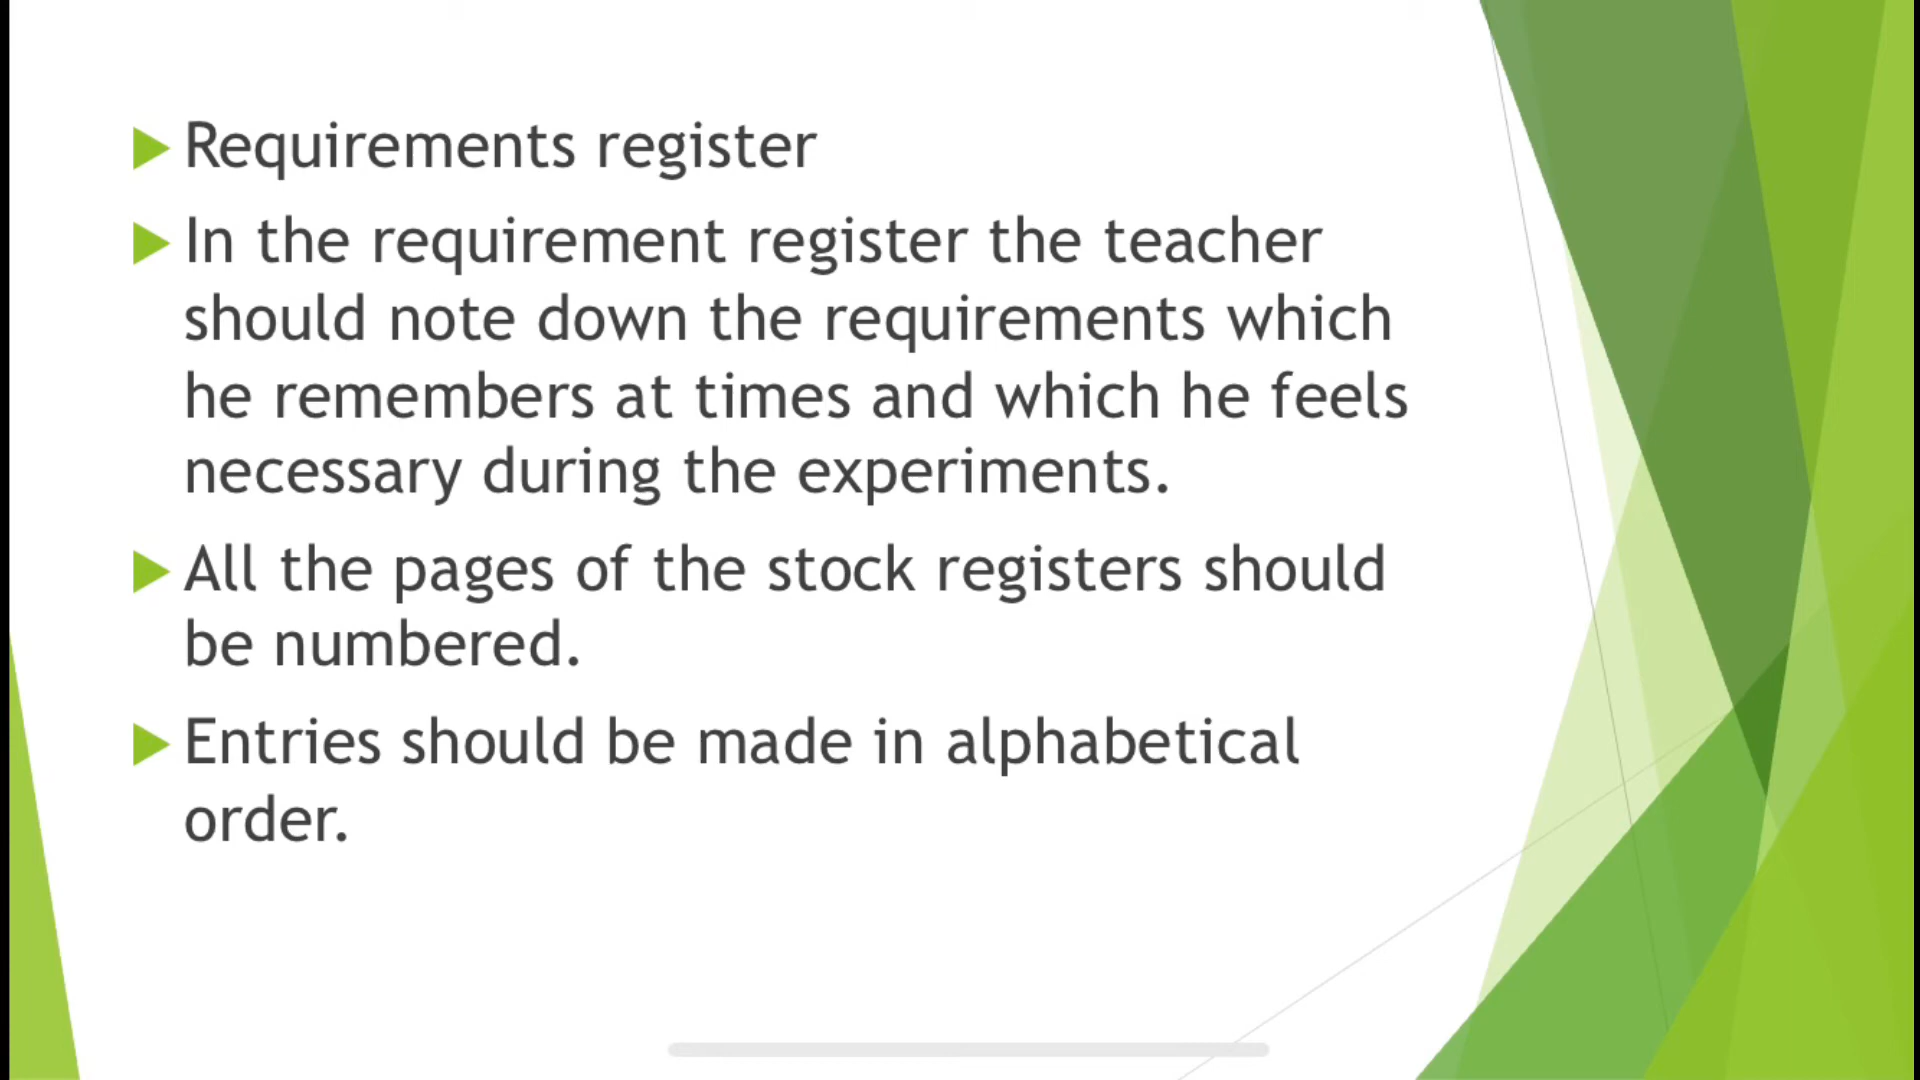 Requirements register
In the requirement register the teacher
should note down the requirements which
he remembers at times and which he feels
necessary during the experiments.
All the pages of the stock registers should
be numbered.
Entries should be made in alphabetical
order.